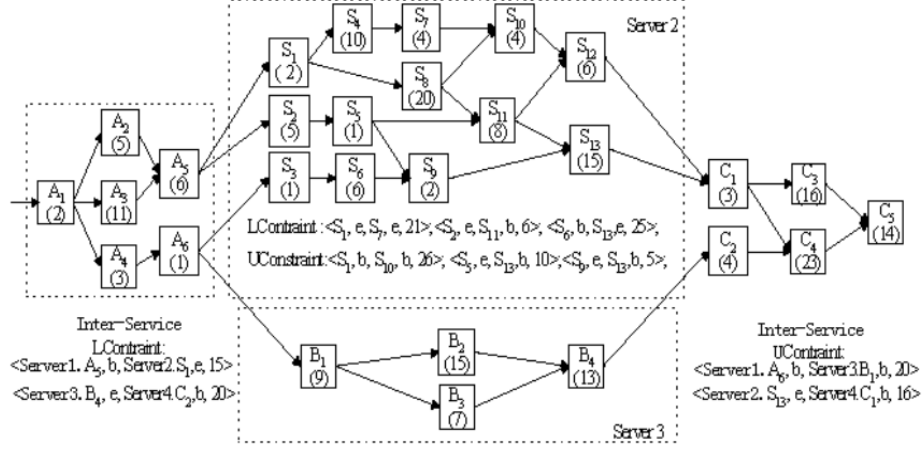 S4
(10)
S7
(4)
S10
(4)
Server 2
S1
(2)
S8
(20)
S12
(6)
A2
(5)
S2
(5)
S5
(1)
S11
(8)
S13
(15)
A1
(2)
A3
(11)
A5
(6)
S3
(1)
S6
(6)
S9
(2)
C1
(3)
C3
(16)
C5
(14)
A4
(3)
A6
(1)
C2
(4)
C4
(23)
LContraint :<S1, e, S7, e, 21>; <S2, e, S11, b, 6>; <S6, b, S13,e, 25>;
UConstraint:<S1, b, S10, b, 26>; <S5, e, S13, b, 10>;<S9, e, S13, b, 5>;
Inter-Service
LContraint:
<Server1. A5, b, Server2.S1,e, 15>
<Server3. B4, e, Server4.C2,b, 20>
B1
(9)
B2
(15)
B3
(7)
B4
(13)
Server 3
Inter-Service
UContraint:
<Server1. A6, b, Server3.B1,b, 20>
<Server2. S13, e, Server4.C1,b, 16>